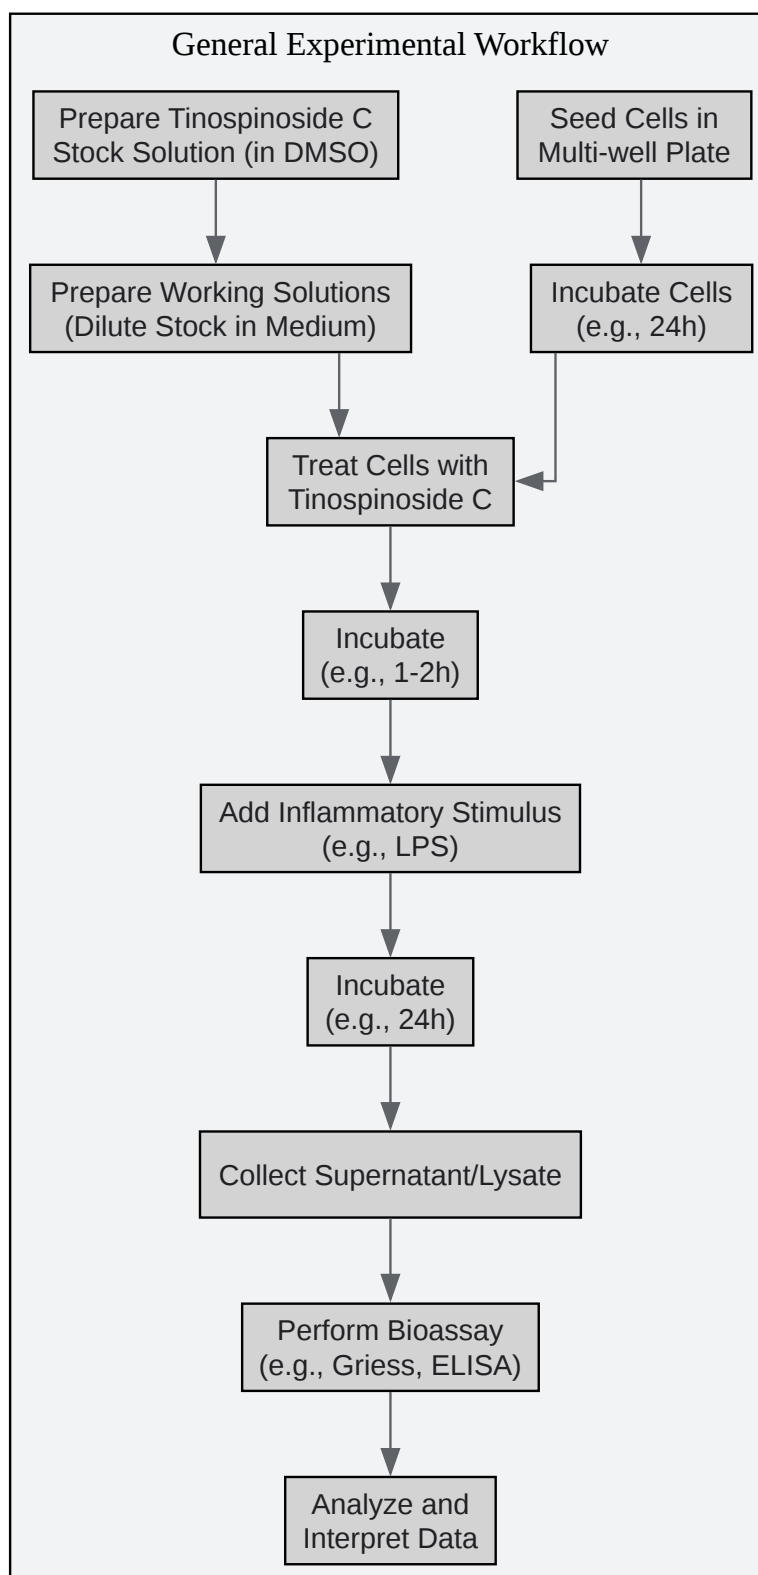 General Experimental Workflow
Prepare Tinospinoside C
Stock Solution (in DMSO)
Seed Cells in
Multi-well Plate
Prepare Working Solutions
(Dilute Stock in Medium)
Incubate Cells
(e.g., 24h)
Treat Cells with
Tinospinoside C
Incubate
(e.g., 1-2h)
Add Inflammatory Stimulus
(e.g., LPS)
Incubate
(e.g., 24h)
Collect Supernatant/Lysate
Perform Bioassay
(e.g., Griess, ELISA)
Analyze and
Interpret Data